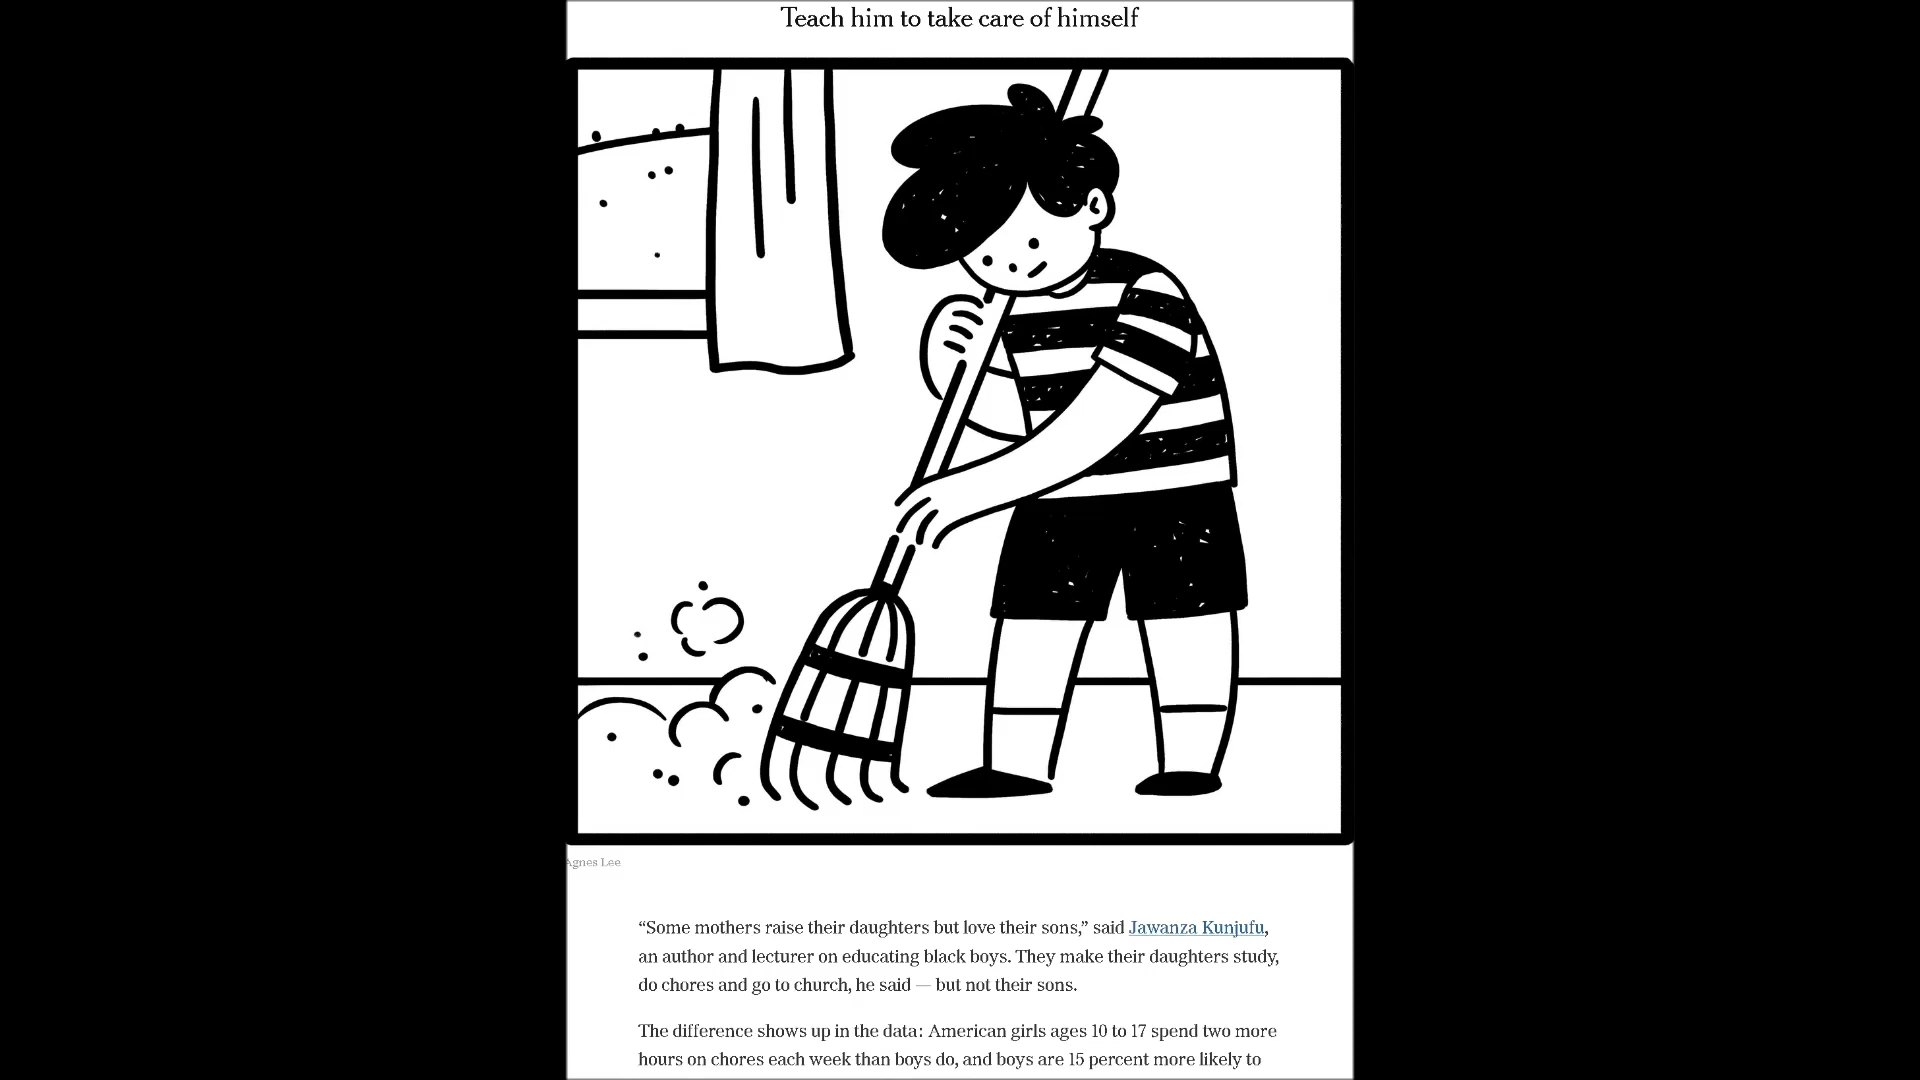 Teach him to take care of himself
Agnes Lee
“Some mothers raise their daughters but love their sons,” said Jawanza Kunjufu,
an author and lecturer on educating black boys. They make their daughters study,
do chores and go to church, he said — but not their sons.
The difference shows up in the data: American girls ages 10 to 17 spend two more
hours on chores each week than boys do, and boys are 15 percent more likely to